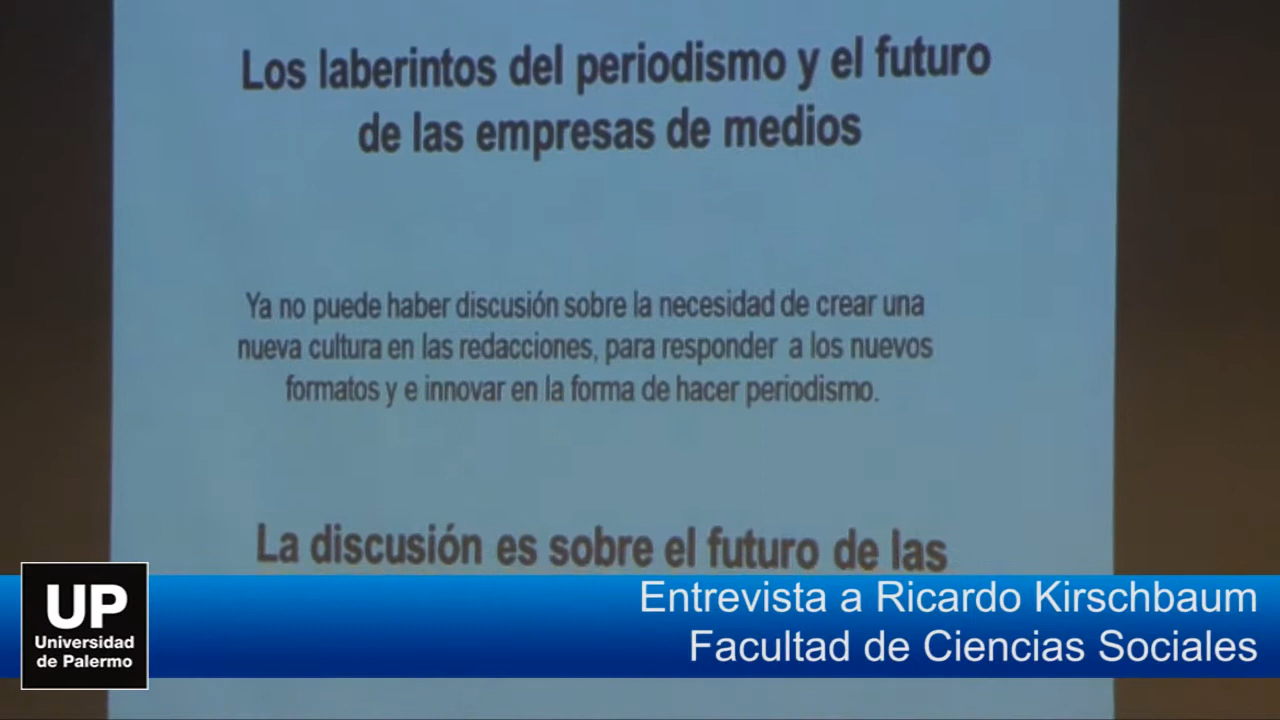 Los laberintos del periodismo y el futuro
de las empresas de medios
Ya no puede haber discusión sobre la necesidad de crear una
nueva cultura en las redacciones, para responder a los nuevos
formatos y e innovar en la forma de hacer periodismo.
La discusión es sobre el futuro de las
UP
Universidad
de Palermo
Entrevista a Ricardo Kirschbaum
Facultad de Ciencias Sociales